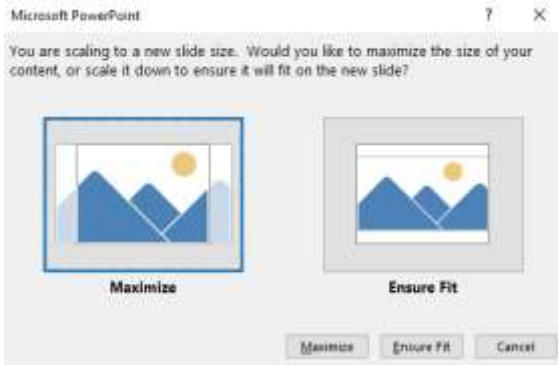 Microsoft PowerPoint ? ×
You are scaling to a new slide size. Would you like to maximize the size of your
content, or scale it down to ensure it will fit on the new slide?
Maximize Ensure Fit
Maximize Ensure Fit Cancel